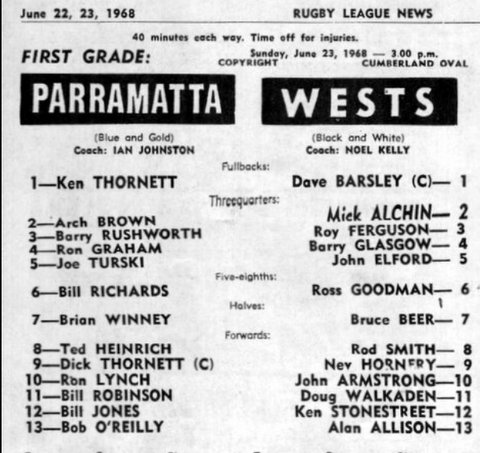 June 22, 23, 1968 RUGBY LEAGUE NEWS
40 minutes each way. Time off for injuries.
FIRST GRADE: Sunday, June 23, 1968 — 3.00 p.m.
COPYRIGHT CUMBERLAND OVAL
PARRAMATTA WESTS
(Blue and Gold) (Black and White)
Coach: IAN JOHNSTON Coach: NOEL KELLY
Fullbacks:
1—Ken THORNETT Dave BARSLEY (C)— 1
Threequarters:
2—Arch BROWN Mick ALCHIN— 2
3—Barry RUSHWORTH Roy FERGUSON— 3
4—Ron GRAHAM Barry GLASGOW— 4
5—Joe TURSKI John ELFORD— 5
Five-eighths:
6—Bill RICHARDS Ross GOODMAN— 6
Halves:
7—Brian WINNEY Bruce BEER— 7
Forwards:
8—Ted HEINRICH Rod SMITH— 8
9—Dick THORNETT (C) Nev HORNERY— 9
10—Ron LYNCH John ARMSTRONG—10
11—Bill ROBINSON Doug WALKADEN—11
12—Bill JONES Ken STONESTREET—12
13—Bob O'REILLY Alan ALLISON—13